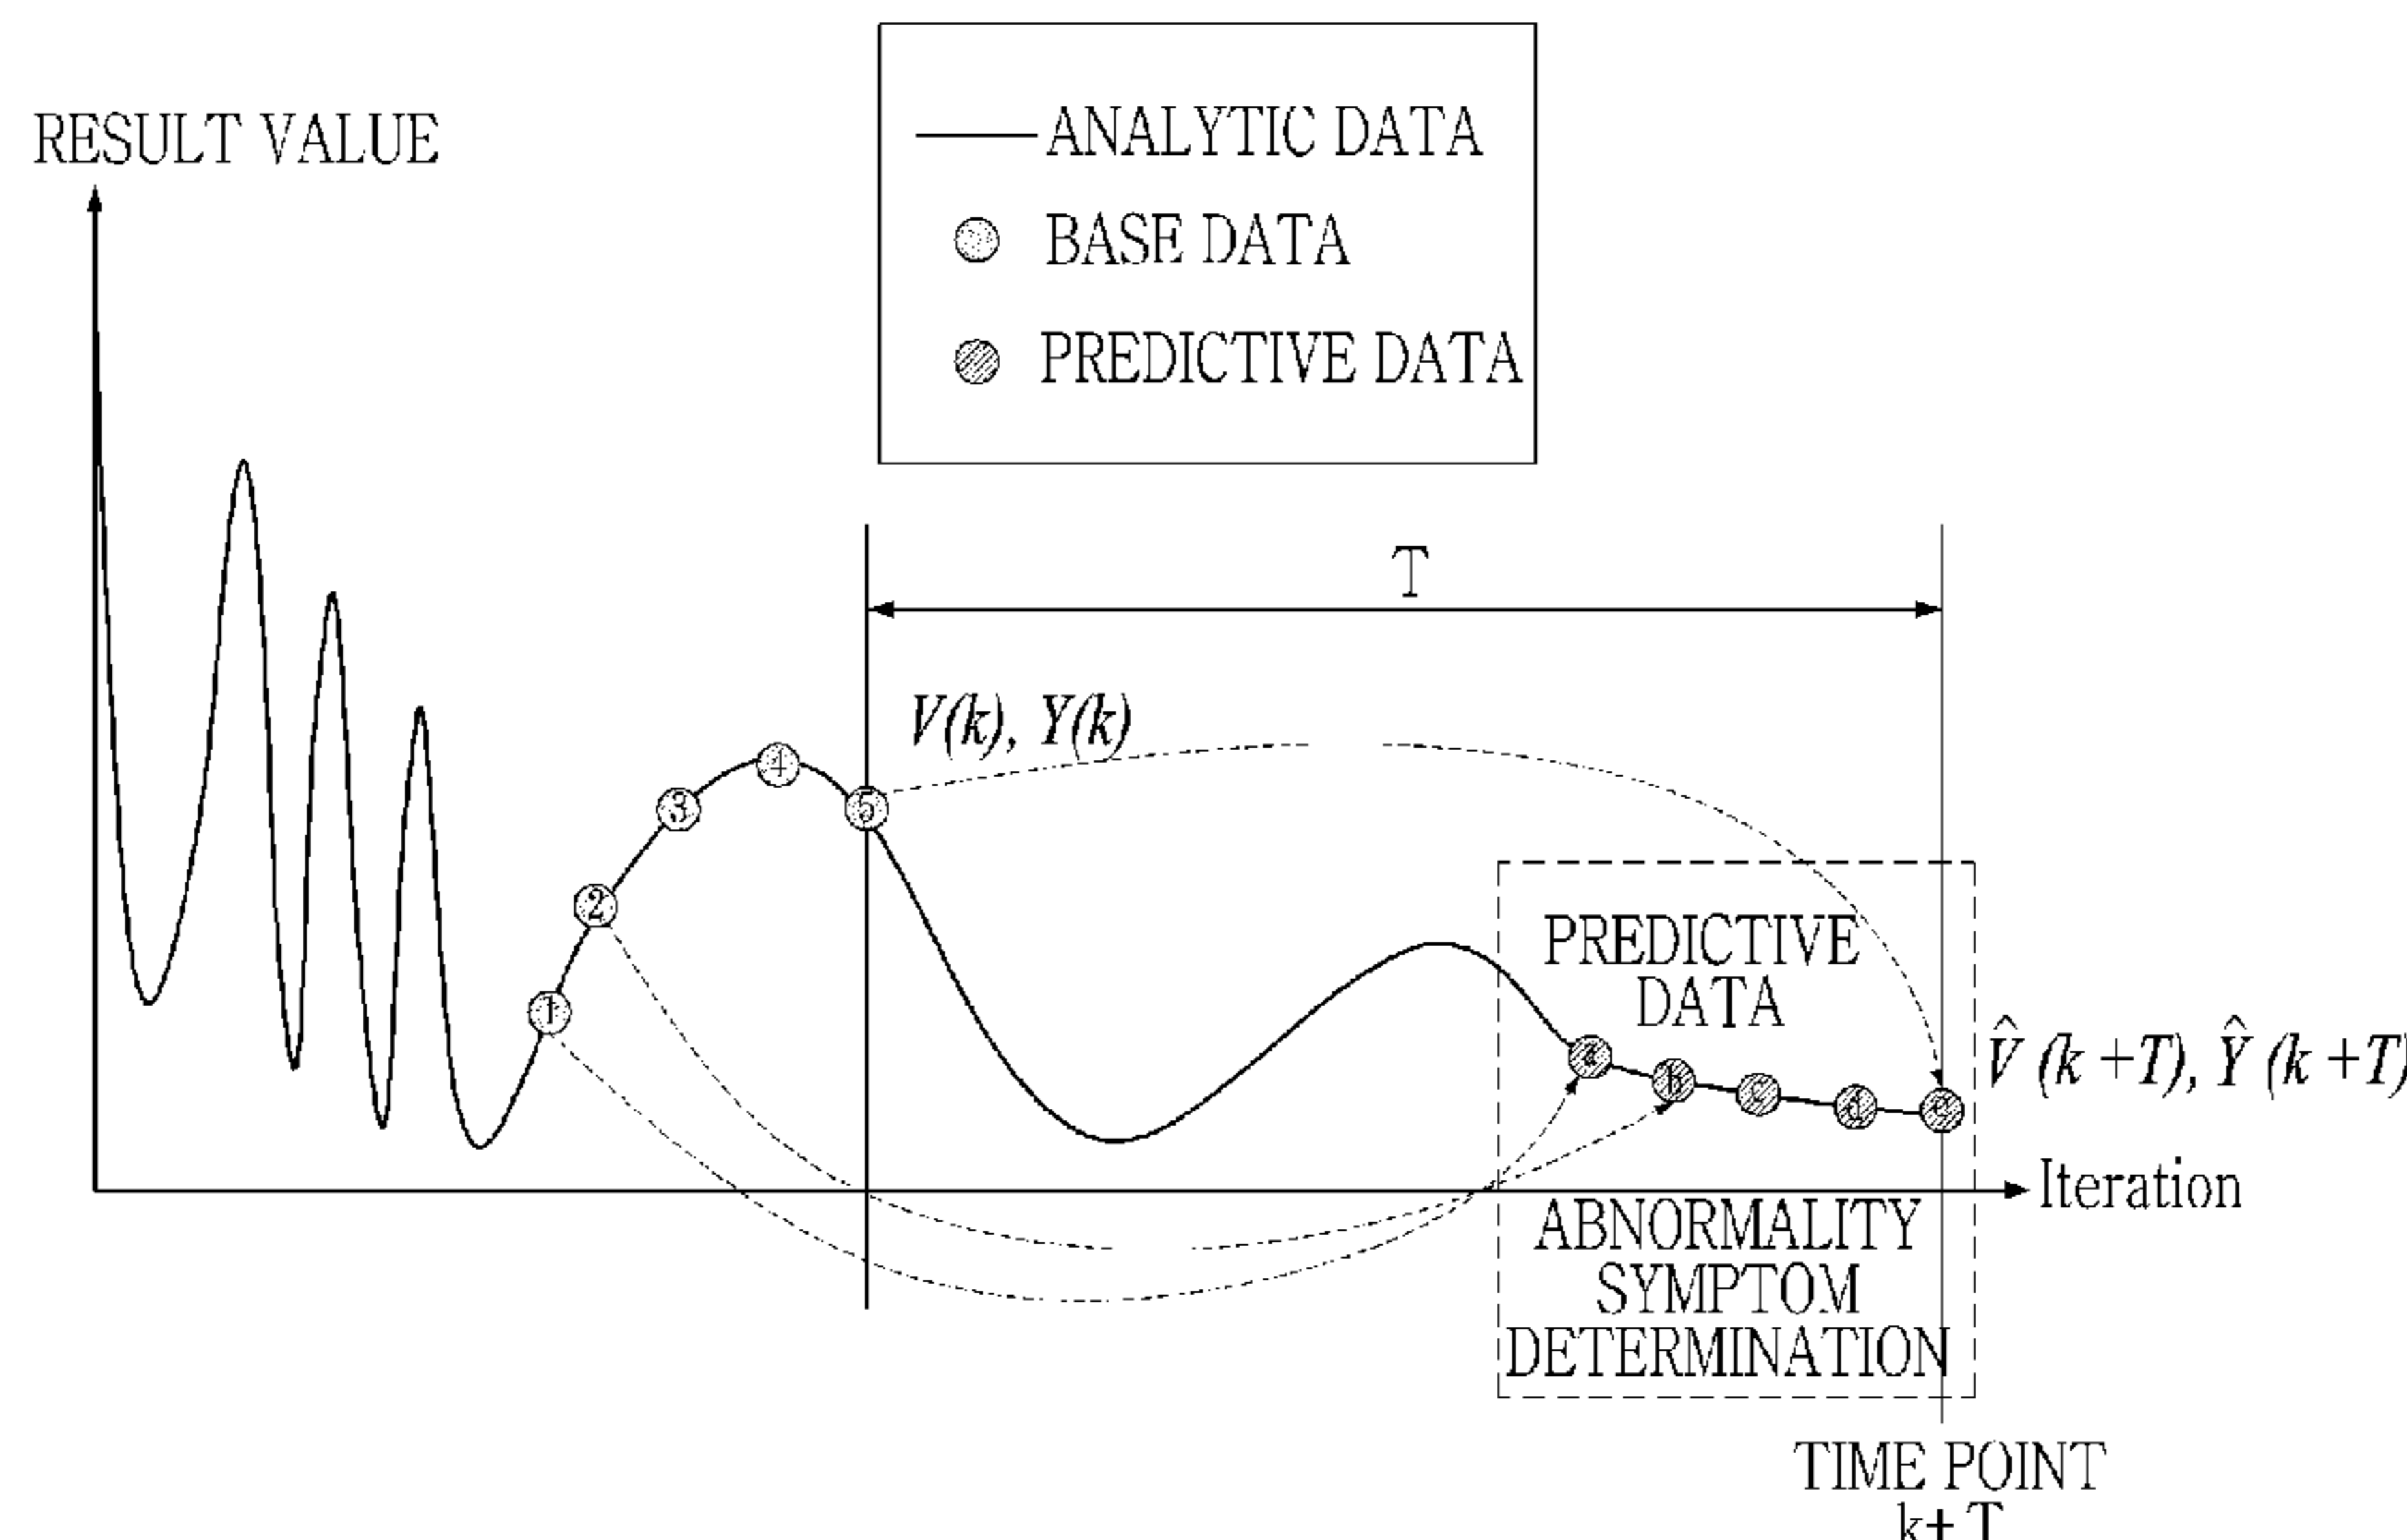 RESULT VALUE
ANALYTIC DATA
BASE DATA
PREDICTIVE DATA
T
V(k), Y(k)
1
2
3
4
5
PREDICTIVE
DATA
a
b
c
d
e
V̂ (k +T), Ŷ (k +T)
Iteration
ABNORMALITY
SYMPTOM
DETERMINATION
TIME POINT
k+ T